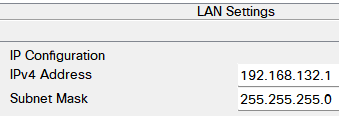 LAN Settings
IP Configuration
IPv4 Address 192.168.132.1
Subnet Mask 255.255.255.0